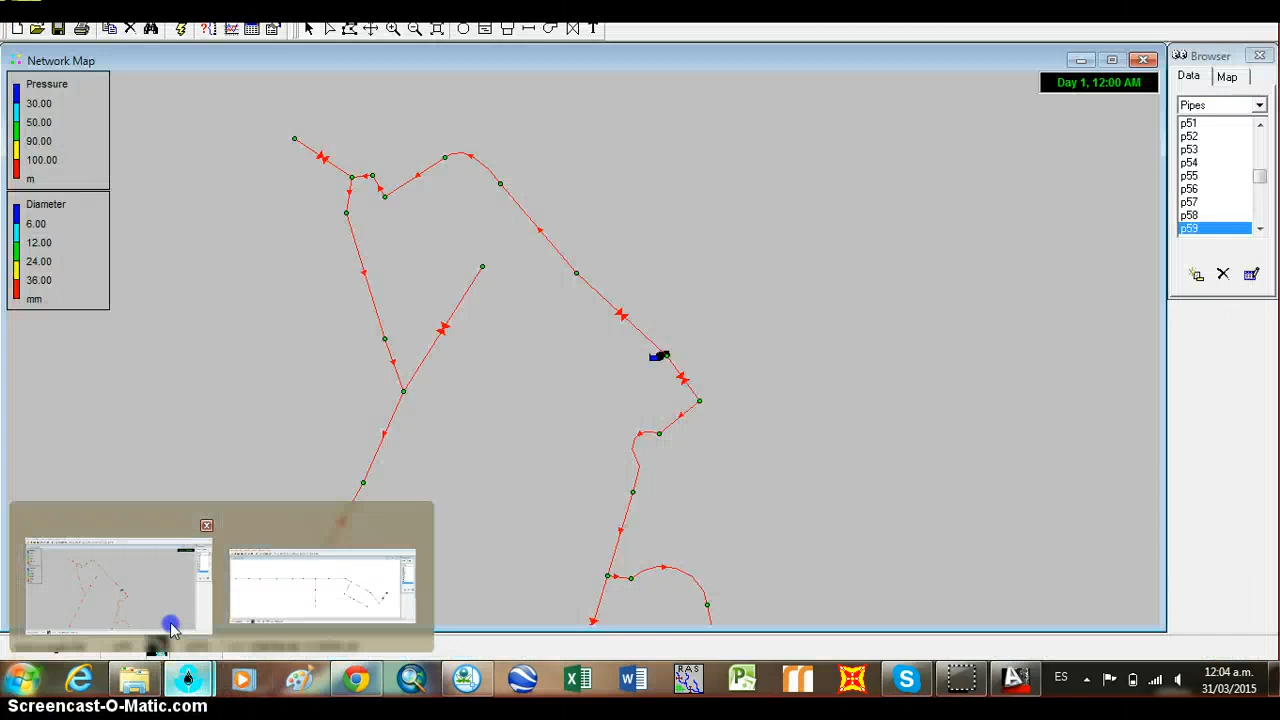 Network Map
Day 1, 12:00 AM
Pressure
30.00
50.00
90.00
100.00
m
Diameter
6.00
12.00
24.00
36.00
mm
Browser
Data
Map
Pipes
p51
p52
p53
p54
p55
p56
p57
p58
p59
T
RAS
ES
12:04 a.m.
31/03/2015
Screencast-O-Matic.com